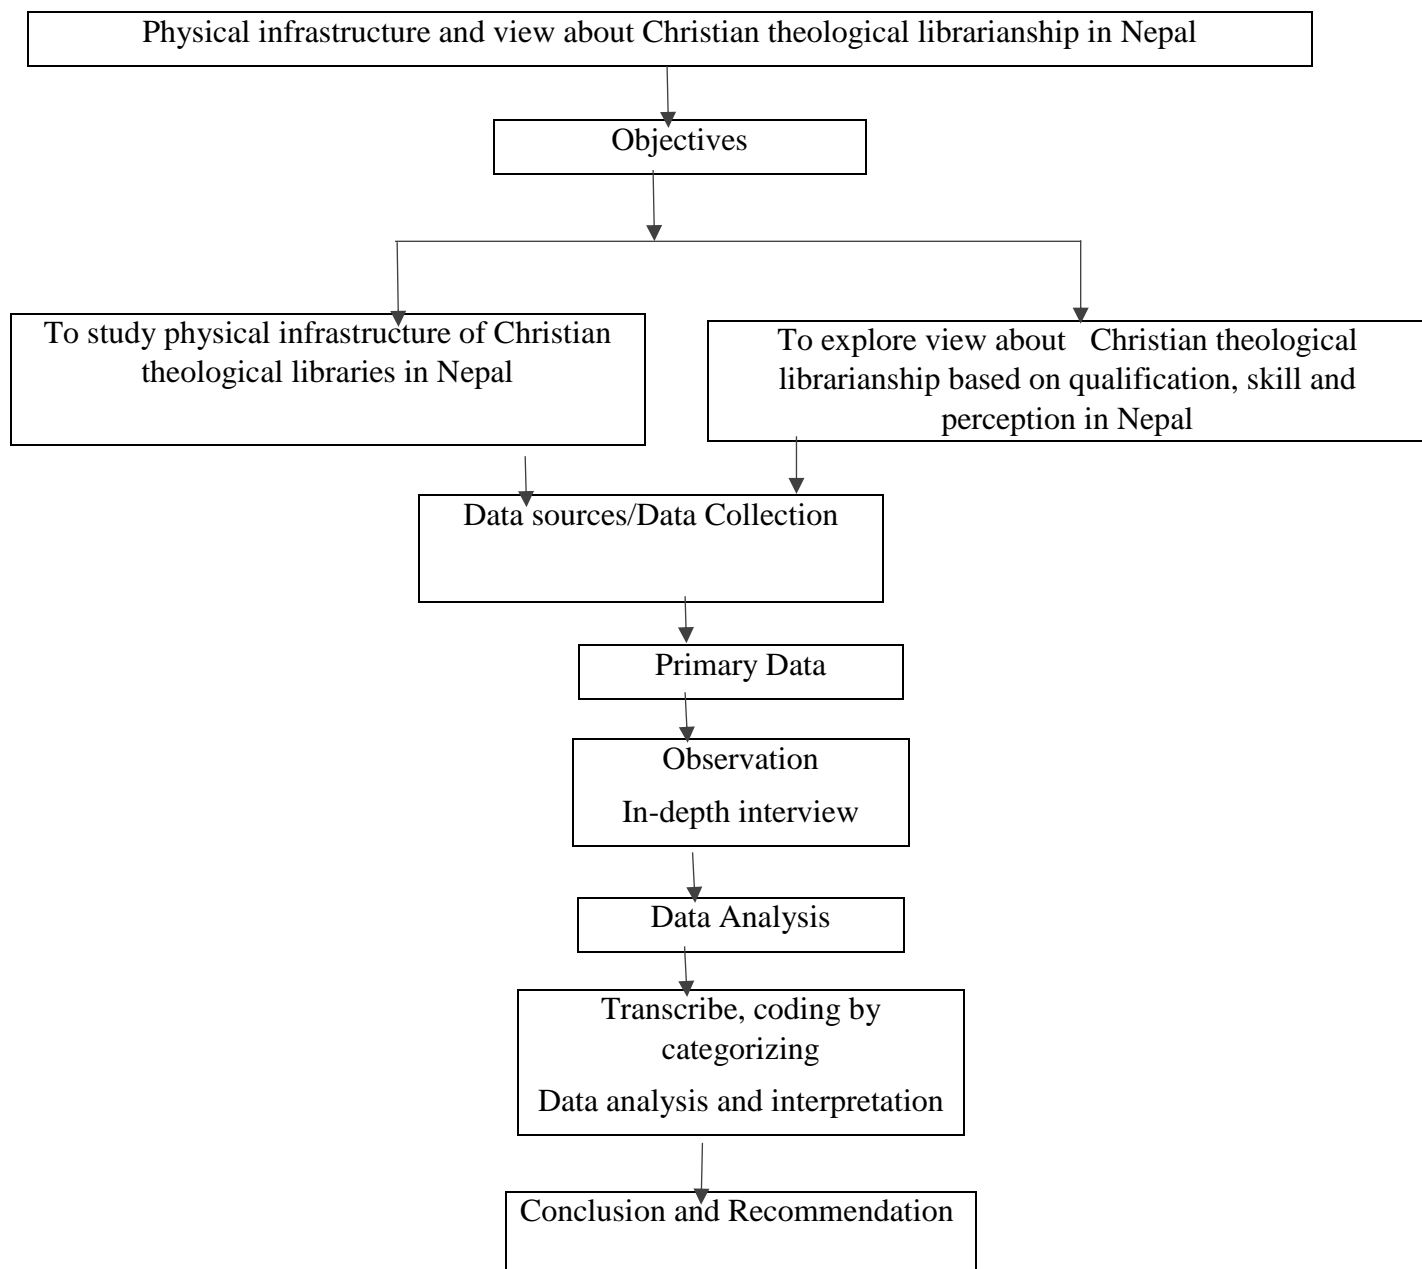 Physical infrastructure and view about Christian theological librarianship in Nepal
Objectives
To study physical infrastructure of Christian
theological libraries in Nepal
To explore view about Christian theological
librarianship based on qualification, skill and
perception in Nepal
Data sources/Data Collection
Primary Data
Observation
In-depth interview
Data Analysis
Transcribe, coding by
categorizing
Data analysis and interpretation
Conclusion and Recommendation